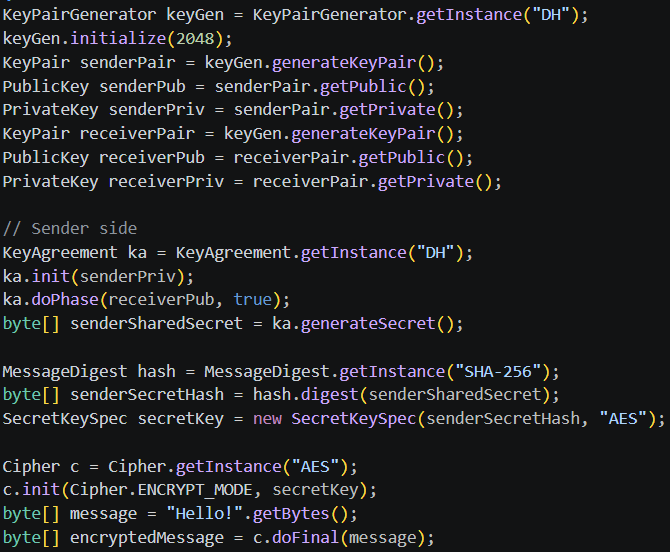 KeyPairGenerator keyGen = KeyPairGenerator.getInstance("DH");
keyGen.initialize(2048);
KeyPair senderPair = keyGen.generateKeyPair();
PublicKey senderPub = senderPair.getPublic();
PrivateKey senderPriv = senderPair.getPrivate();
KeyPair receiverPair = keyGen.generateKeyPair();
PublicKey receiverPub = receiverPair.getPublic();
PrivateKey receiverPriv = receiverPair.getPrivate();

// Sender side
KeyAgreement ka = KeyAgreement.getInstance("DH");
ka.init(senderPriv);
ka.doPhase(receiverPub, true);
byte[] senderSharedSecret = ka.generateSecret();

MessageDigest hash = MessageDigest.getInstance("SHA-256");
byte[] senderSecretHash = hash.digest(senderSharedSecret);
SecretKeySpec secretKey = new SecretKeySpec(senderSecretHash, "AES");

Cipher c = Cipher.getInstance("AES");
c.init(Cipher.ENCRYPT_MODE, secretKey);
byte[] message = "Hello!".getBytes();
byte[] encryptedMessage = c.doFinal(message);